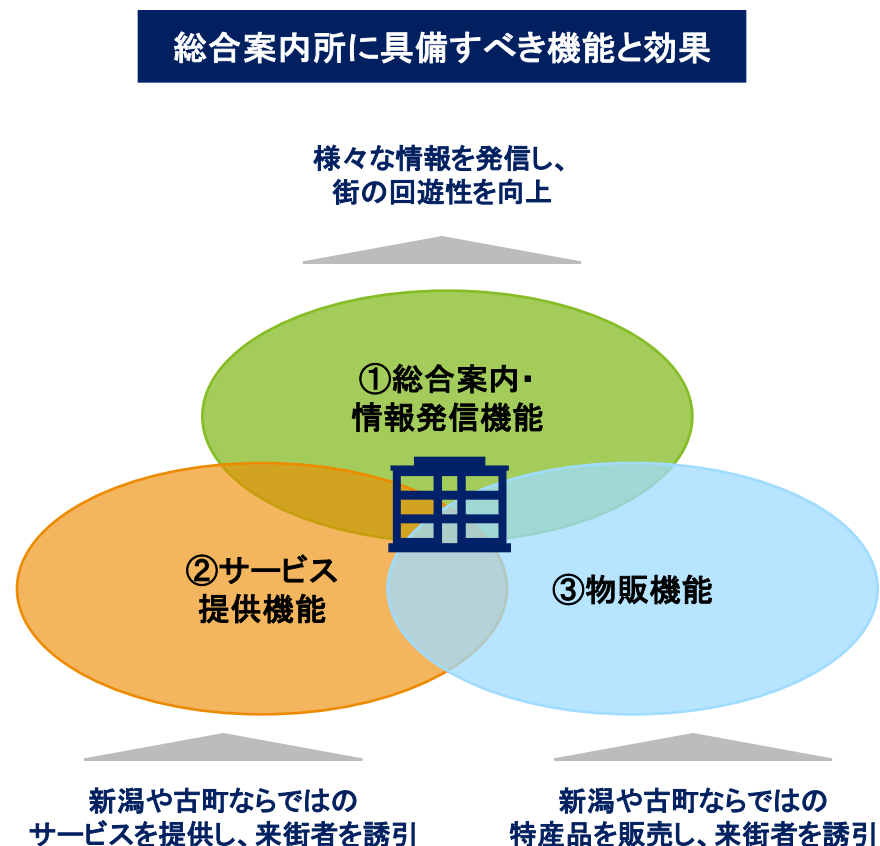 総合案内所に具備すべき機能と効果
様々な情報を発信し、
街の回遊性を向上
①総合案内・
情報発信機能
②サービス
提供機能
③物販機能
新潟や古町ならではの
サービスを提供し、来街者を誘引
新潟や古町ならではの
特産品を販売し、来街者を誘引